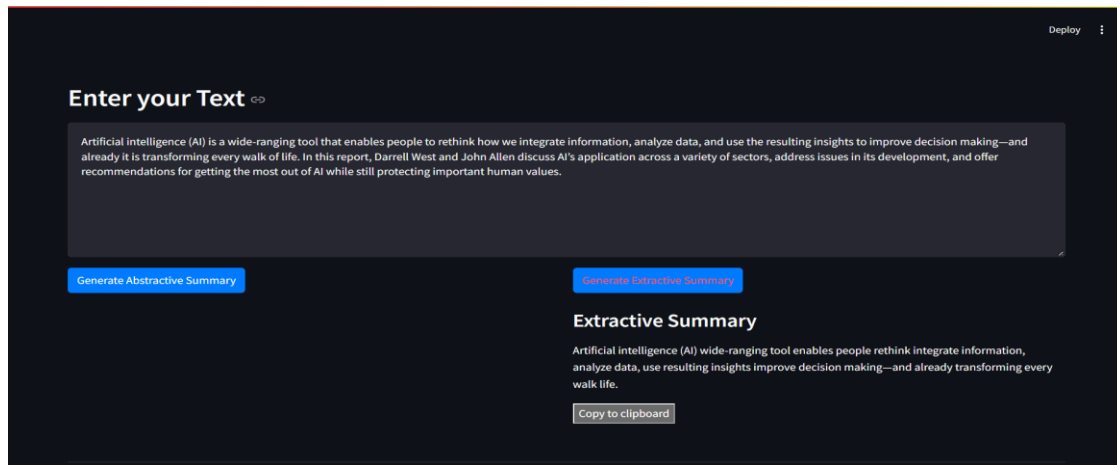 Deploy
Enter your Text
Artificial intelligence (AI) is a wide-ranging tool that enables people to rethink how we integrate information, analyze data, and use the resulting insights to improve decision making—and
already it is transforming every walk of life. In this report, Darrell West and John Allen discuss AI's application across a variety of sectors, address issues in its development, and offer
recommendations for getting the most out of AI while still protecting important human values.
Generate Abstractive Summary
Generate Extractive Summary
Extractive Summary
Artificial intelligence (AI) wide-ranging tool enables people rethink integrate information,
analyze data, use resulting insights improve decision making—and already transforming every
walk life.
Copy to clipboard